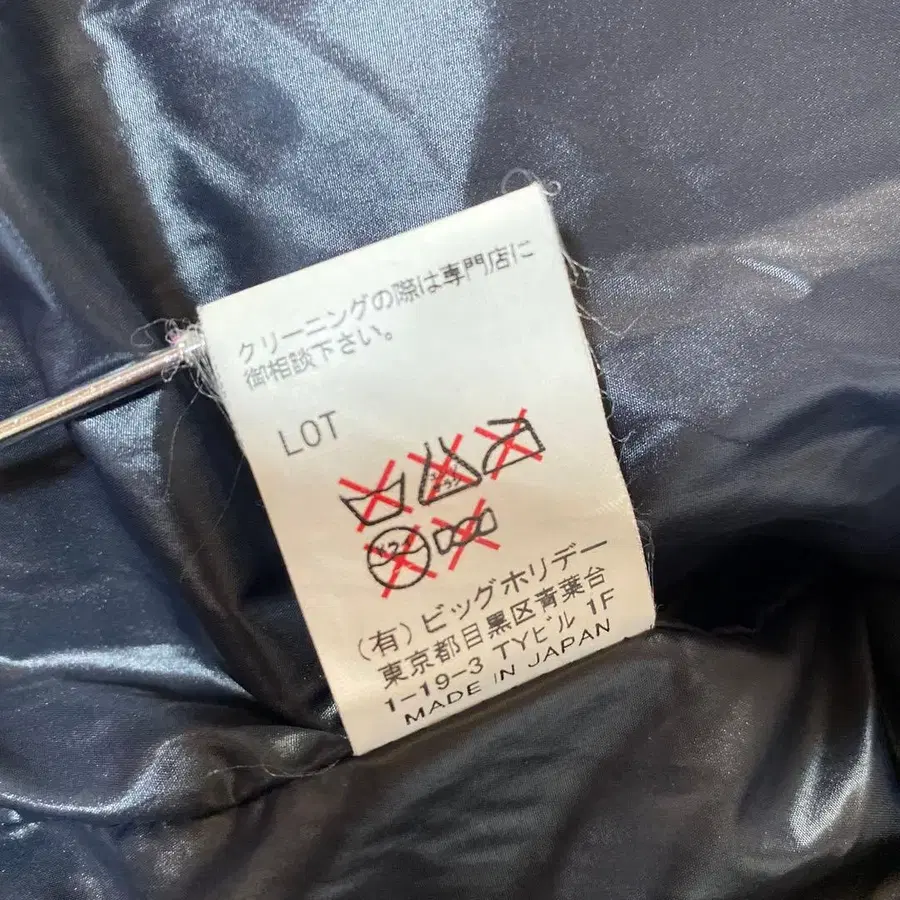 クリーニングの際は専門店に
御相談下さい。
LOT
(有)ビッグホリデー
東京都目黒区青葉台
1-19-3 TYビル 1F
MADE IN JAPAN